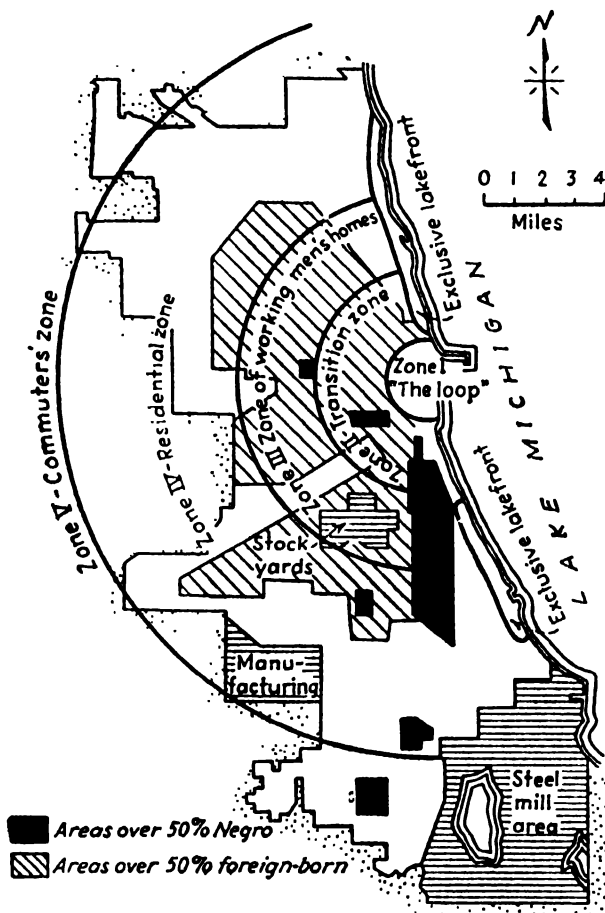 N
0 1 2 3 4
Miles
'Exclusive lakefront
LAKE MICHIGAN
Zone I
"The loop"
Zone II-Transition zone
Zone III Zone of working men's homes
Zone IV-Residential zone
Zone V-Commuters' zone
Stock-
yards
'Exclusive lakefront
Manu-
facturing
Steel
mill
area
Areas over 50% Negro
Areas over 50% foreign-born